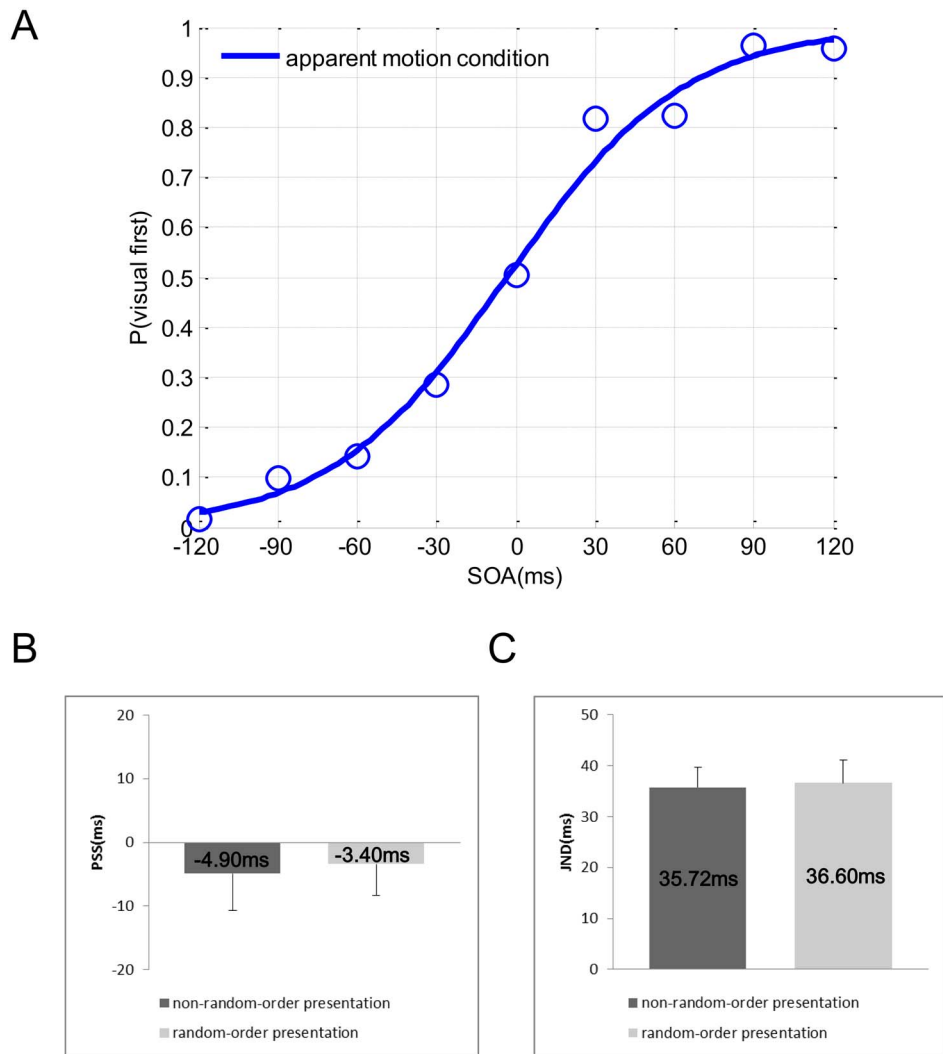 A
1
0.9
0.8
0.7
0.6
0.5
0.4
0.3
0.2
0.1
0
P(visual first)
apparent motion condition
-120 -90 -60 -30 0 30 60 90 120
SOA(ms)
B
20
10
0
-10
-20
PSS(ms)
-4.90ms -3.40ms
non-random-order presentation
random-order presentation
C
50
40
30
20
10
0
JND(ms)
35.72ms 36.60ms
non-random-order presentation
random-order presentation